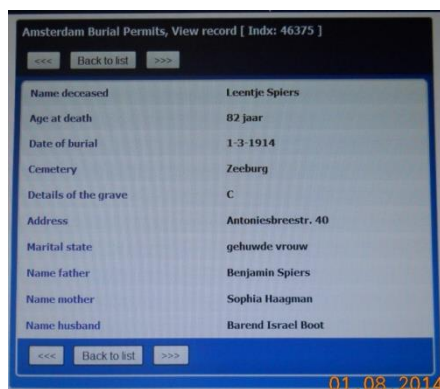 Amsterdam Burial Permits, View record [ Indx: 46375 ]
<<< Back to list >>>
Name deceased Leentje Spiers
Age at death 82 jaar
Date of burial 1-3-1914
Cemetery Zeeburg
Details of the grave C
Address Antoniesbreestr. 40
Marital state gehuwde vrouw
Name father Benjamin Spiers
Name mother Sophia Haagman
Name husband Barend Israel Boot
<<< Back to list >>>
01 08 2014